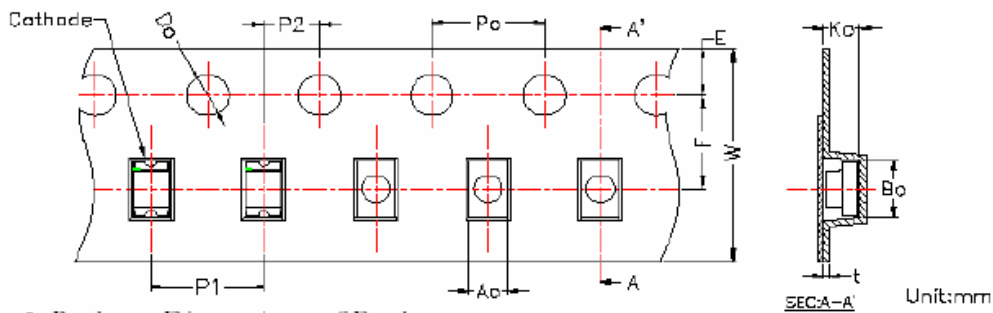 Cathode
Do
P2
Po
A'
E
Ko
F
W
Bo
P1
Ao
A
t
SEC:A-A'
Unit:mm